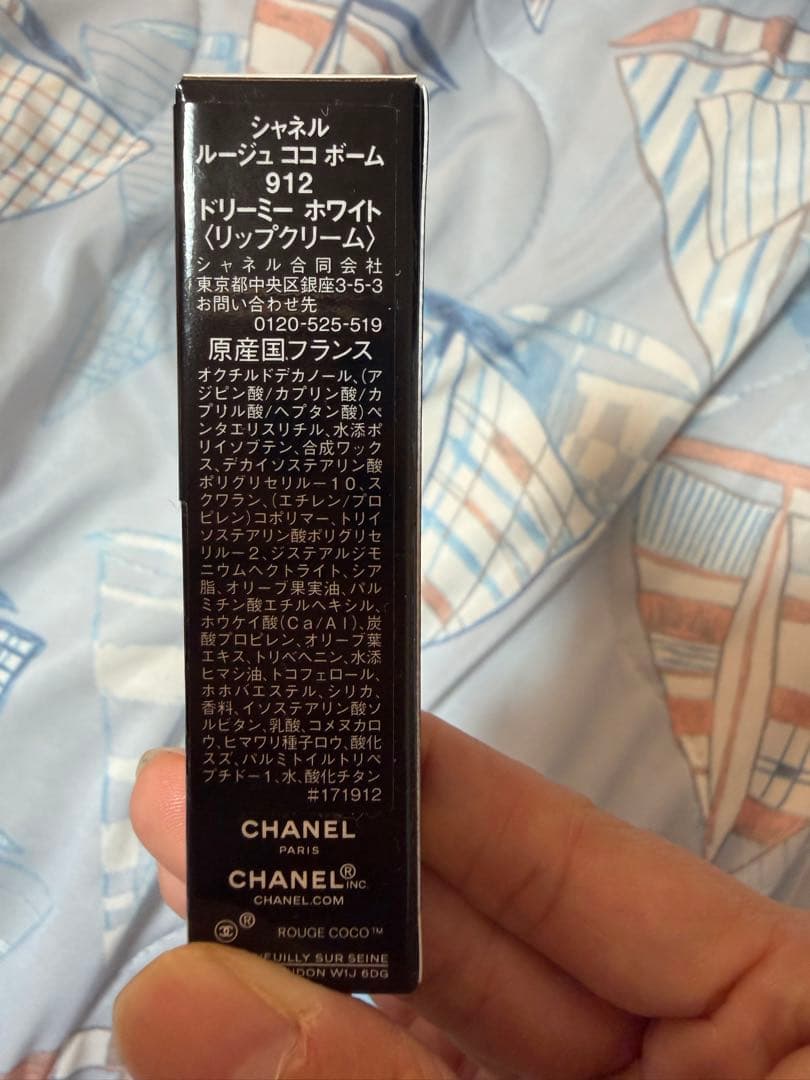 シャネル
ルージュ ココ ボーム
912
ドリーミー ホワイト
〈リップクリーム〉
シャネル合同会社
東京都中央区銀座3-5-3
お問い合わせ先
0120-525-519
原産国フランス
オクチルドデカノール、(ア
ジピン酸/カプリン酸/カ
プリル酸/ヘプタン酸)ペ
ンタエリスリチル、水添ポ
リイソブテン、合成ワック
ス、デカイソステアリン酸
ポリグリセリル－１０、ス
クワラン、(エチレン/プロ
ピレン)コポリマー、トリイ
ソステアリン酸ポリグリセ
リル－２、ジステアルジモ
ニウムヘクトライト、シア
脂、オリーブ果実油、パル
ミチン酸エチルヘキシル、
ホウケイ酸(Ｃａ/Ａｌ)、炭
酸プロピレン、オリーブ葉
エキス、トリベヘニン、水添
ヒマシ油、トコフェロール、
ホホバエステル、シリカ、
香料、イソステアリン酸ソ
ルビタン、乳酸、コメヌカロ
ウ、ヒマワリ種子ロウ、酸化
スズ、パルミトイルトリペ
プチド－１、水、酸化チタン
#171912
CHANEL
PARIS
CHANEL® INC.
CHANEL.COM
®
ROUGE COCO™
SUR SEINE
W1J 6DG